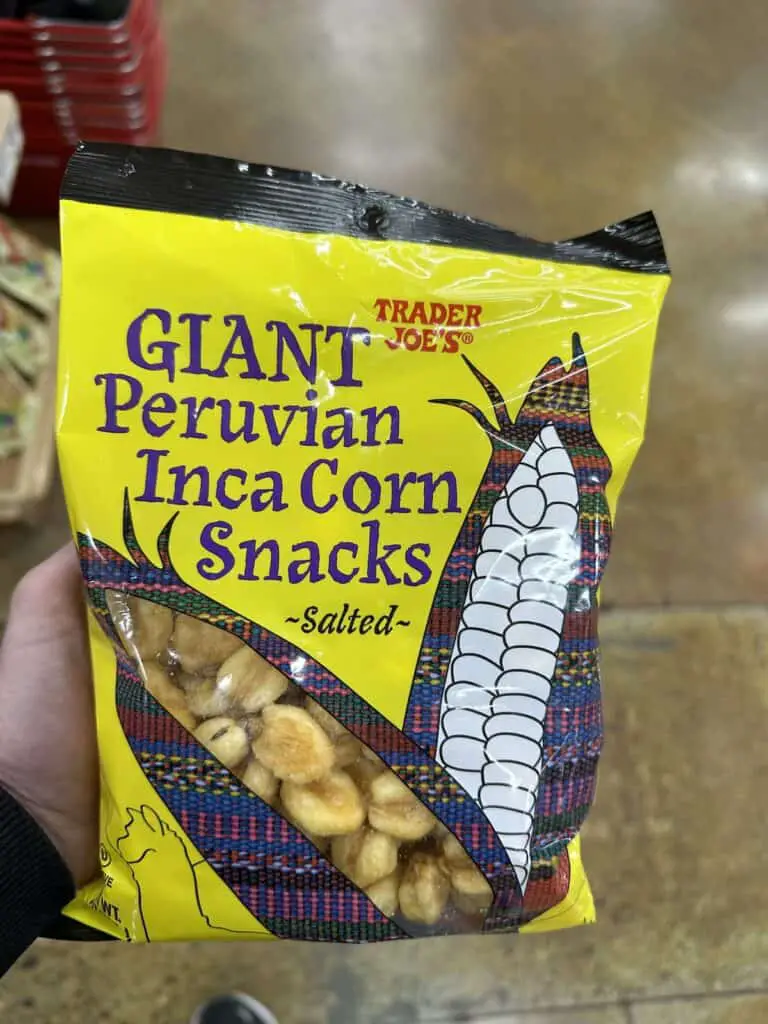 TRADER
JOE'S®
GIANT
Peruvian
Inca Corn
Snacks
~Salted~